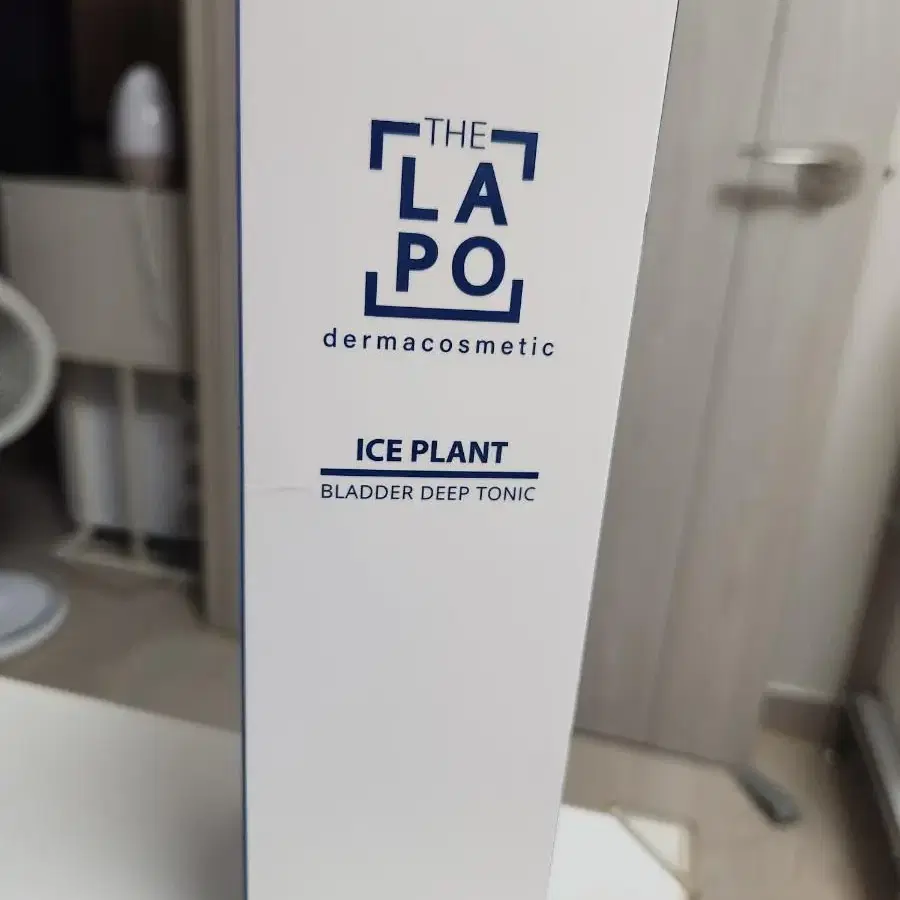 THE
LA
PO
dermacosmetic
ICE PLANT
BLADDER DEEP TONIC